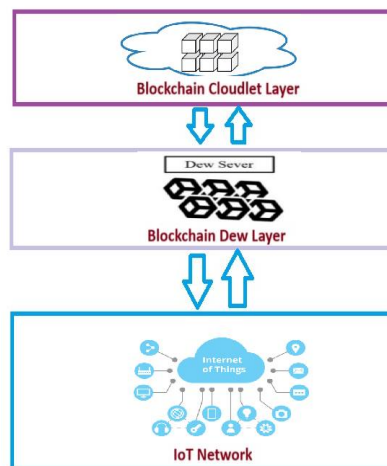 Blockchain Cloudlet Layer
Dew Sever
Blockchain Dew Layer
Internet
of Things
IoT Network